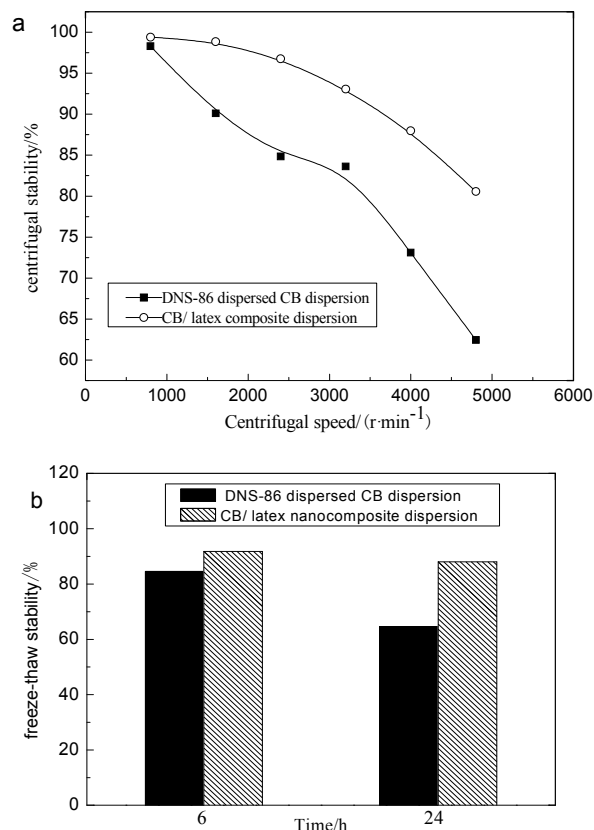 a
100
95
90
85
80
75
70
65
60
centrifugal stability/%
DNS-86 dispersed CB dispersion
CB/ latex composite dispersion
0 1000 2000 3000 4000 5000 6000
Centrifugal speed/(r·min-1)
b
120
100
80
60
40
20
0
freeze-thaw stability/%
DNS-86 dispersed CB dispersion
CB/ latex nanocomposite dispersion
6 24
Time/h